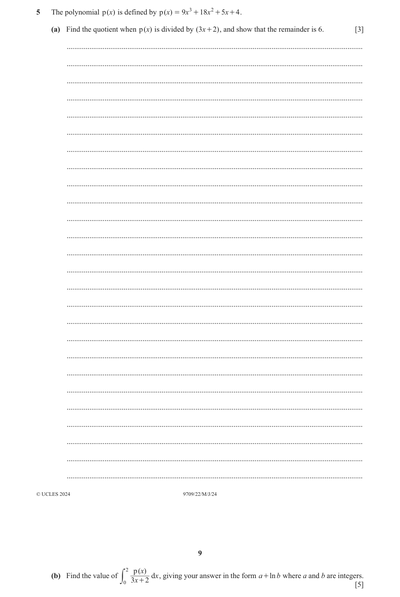 5 The polynomial p(x) is defined by p(x) = 9x³ + 18x² + 5x + 4.
(a) Find the quotient when p(x) is divided by (3x + 2), and show that the remainder is 6. [3]
© UCLES 2024 9709/22/M/J/24
9
(b) Find the value of ∫₀² p(x)/(3x + 2) dx, giving your answer in the form a + ln b where a and b are integers.
[5]